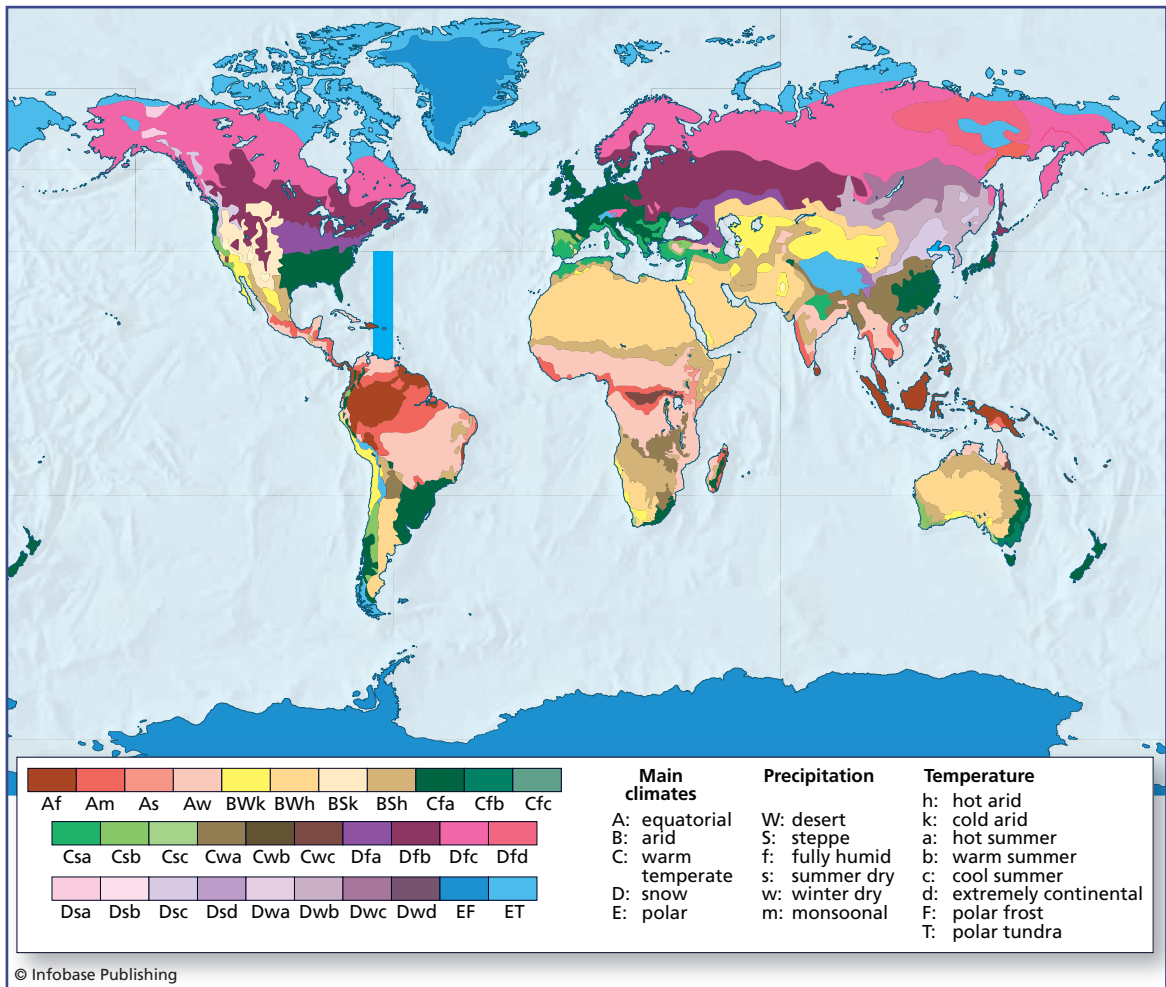 Af Am As Aw BWk BWh BSk BSh Cfa Cfb Cfc
Csa Csb Csc Cwa Cwb Cwc Dfa Dfb Dfc Dfd
Dsa Dsb Dsc Dsd Dwa Dwb Dwc Dwd EF ET
Main
climates
A: equatorial
B: arid
C: warm
temperate
D: snow
E: polar
Precipitation
W: desert
S: steppe
f: fully humid
s: summer dry
w: winter dry
m: monsoonal
Temperature
h: hot arid
k: cold arid
a: hot summer
b: warm summer
c: cool summer
d: extremely continental
F: polar frost
T: polar tundra
© Infobase Publishing